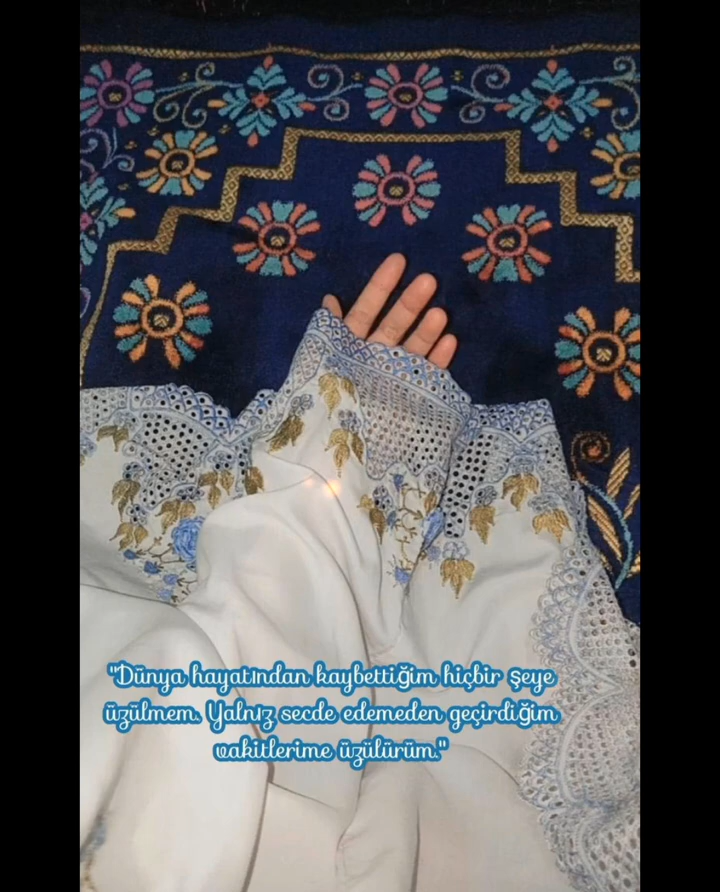 "Dünya hayatından kaybettiğim hiçbir şeye
üzülmem. Yalnız secde edemeden geçirdiğim
vakitlerime üzülürüm."